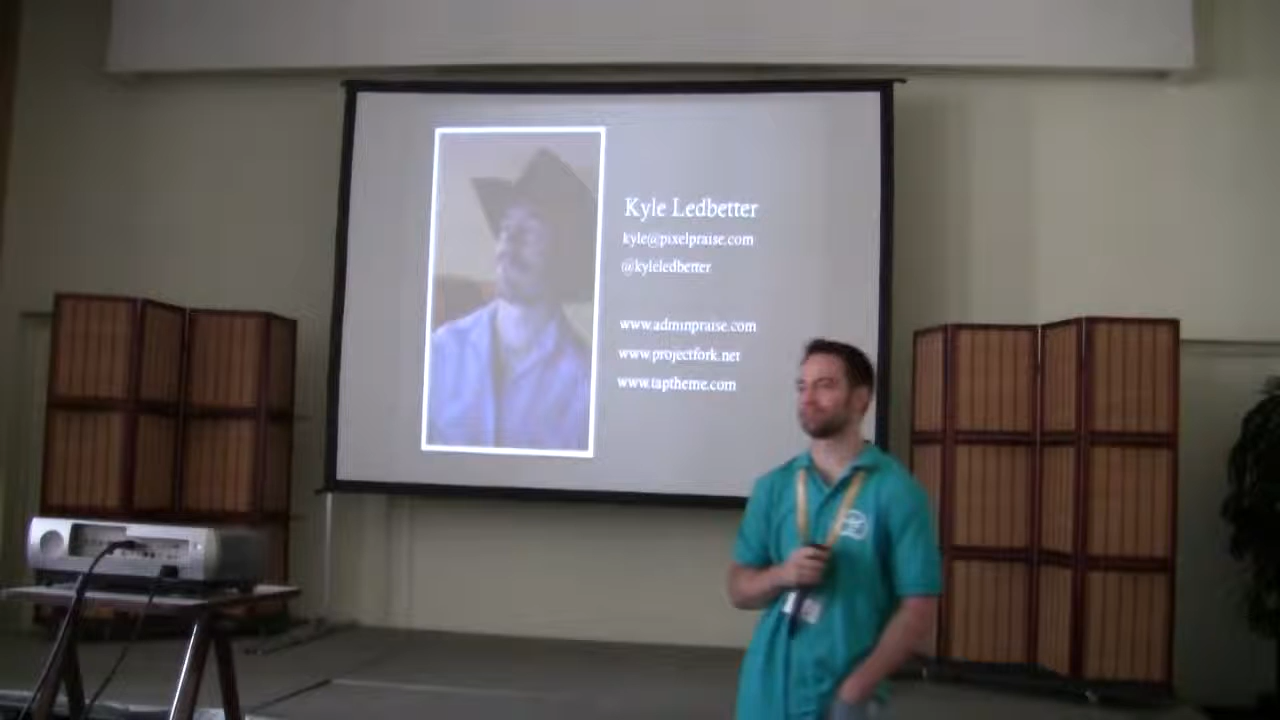 Kyle Ledbetter
kyle@pixelpraise.com
@kyleledbetter
www.adminpraise.com
www.projectfork.net
www.taptheme.com